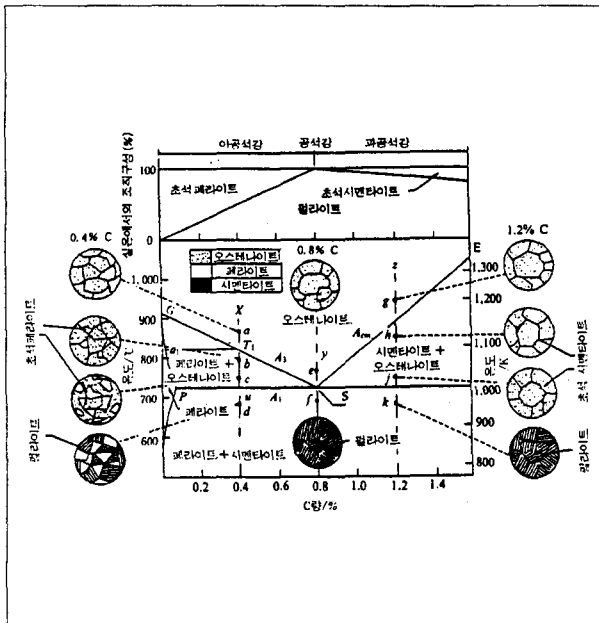 아공석강 공석강 과공석강
실온에서의 조직구성 (%)
100
0
초석 페라이트
펄라이트
초석시멘타이트
0.4% C
0.8% C
1.2% C
오스테나이트
페라이트
시멘타이트
오스테나이트
E
z
g
h
j
k
X
a
T₁
b
c
u
d
y
e
f
S
G
P
A₃
A₁
Acm
페라이트 +
오스테나이트
시멘타이트 +
오스테나이트
페라이트
펄라이트
페라이트 + 시멘타이트
1,000
900
800
700
600
온도/℃
1,300
1,200
1,100
1,000
900
800
온도/K
초석페라이트
펄라이트
초석 시멘타이트
펄라이트
0.2 0.4 0.6 0.8 1.0 1.2 1.4
C량/%